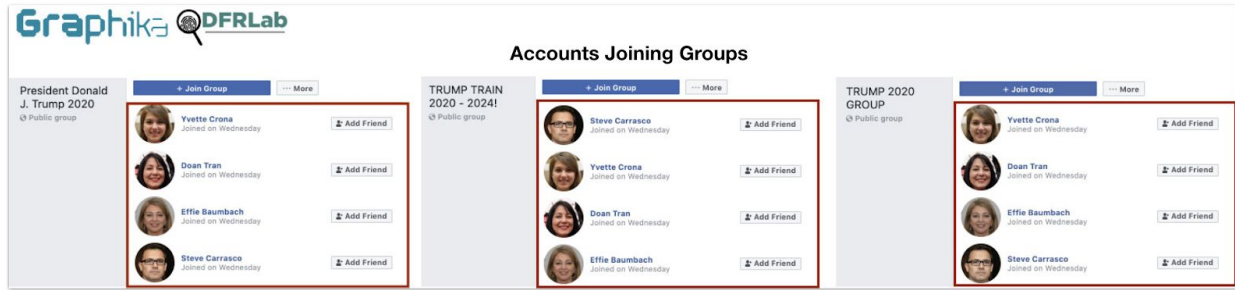 Graphika DFRLab
Accounts Joining Groups
President Donald
J. Trump 2020
Public group
+ Join Group
··· More
Yvette Crona
Joined on Wednesday
Add Friend
Doan Tran
Joined on Wednesday
Add Friend
Effie Baumbach
Joined on Wednesday
Add Friend
Steve Carrasco
Joined on Wednesday
Add Friend
TRUMP TRAIN
2020 - 2024!
Public group
+ Join Group
··· More
Steve Carrasco
Joined on Wednesday
Add Friend
Yvette Crona
Joined on Wednesday
Add Friend
Doan Tran
Joined on Wednesday
Add Friend
Effie Baumbach
Joined on Wednesday
Add Friend
TRUMP 2020
GROUP
Public group
+ Join Group
··· More
Yvette Crona
Joined on Wednesday
Add Friend
Doan Tran
Joined on Wednesday
Add Friend
Effie Baumbach
Joined on Wednesday
Add Friend
Steve Carrasco
Joined on Wednesday
Add Friend